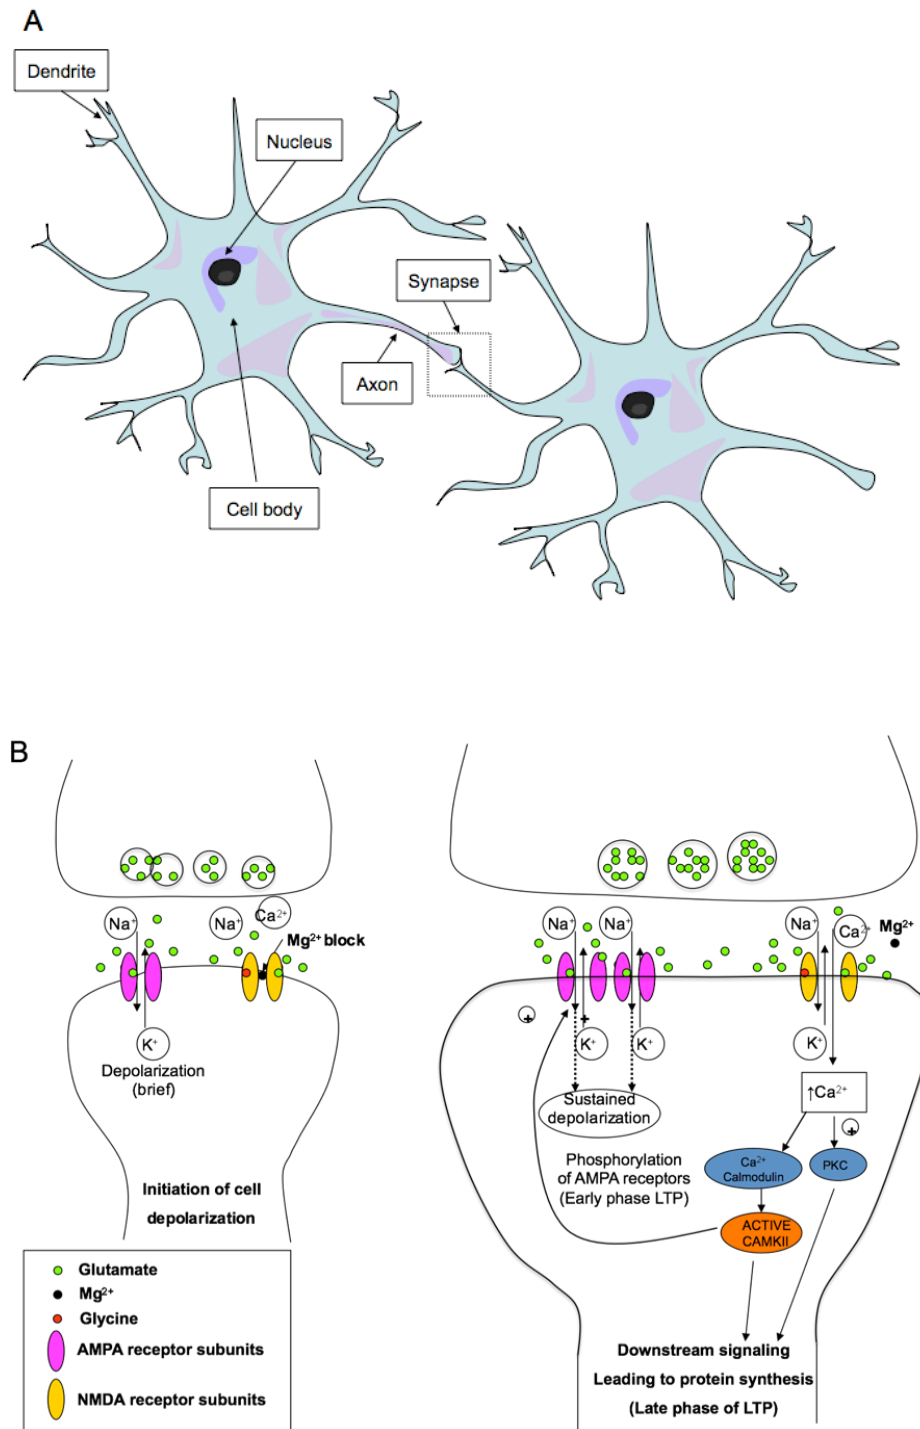 A
Dendrite
Nucleus
Synapse
Axon
Cell body
B
Na⁺
Na⁺
Ca²⁺
Mg²⁺ block
K⁺
Depolarization
(brief)
Initiation of cell
depolarization
Glutamate
Mg²⁺
Glycine
AMPA receptor subunits
NMDA receptor subunits
Na⁺
Na⁺
Na⁺
Ca²⁺
Mg²⁺
+
+
K⁺
K⁺
K⁺
Sustained
depolarization
↑Ca²⁺
+
Phosphorylation
of AMPA receptors
(Early phase LTP)
Ca²⁺
Calmodulin
PKC
ACTIVE
CAMKII
Downstream signaling
Leading to protein synthesis
(Late phase of LTP)